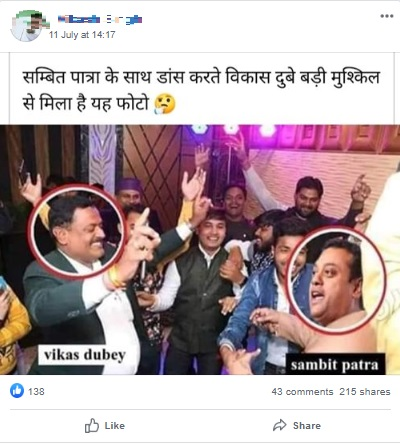 11 July at 14:17
सम्बित पात्रा के साथ डांस करते विकास दुबे बड़ी मुश्किल
से मिला है यह फोटो
vikas dubey
sambit patra
138
43 comments 215 shares
Like
Share